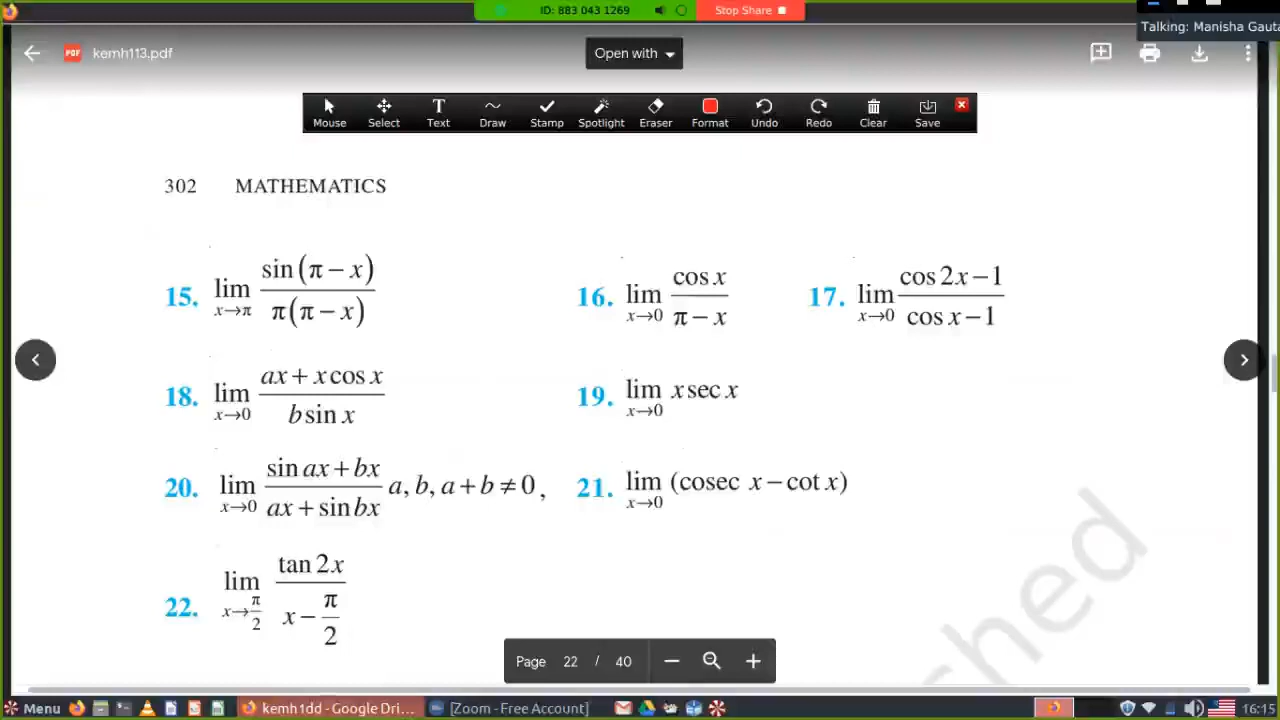 ID: 883 043 1269 Stop Share
Talking: Manisha Gauta
PDF kemh113.pdf Open with
Mouse Select Text Draw Stamp Spotlight Eraser Format Undo Redo Clear Save
302 MATHEMATICS
15. lim x→π sin(π – x) / π(π – x) 16. lim x→0 cos x / π – x 17. lim x→0 cos 2x – 1 / cos x – 1
18. lim x→0 ax + x cos x / b sin x 19. lim x→0 x sec x
20. lim x→0 sin ax + bx / ax + sin bx a, b, a + b ≠ 0, 21. lim x→0 (cosec x – cot x)
22. lim x→π/2 tan 2x / x – π/2
shed
Page 22 / 40
Menu kemh1dd - Google Dri... [Zoom - Free Account] 16:15